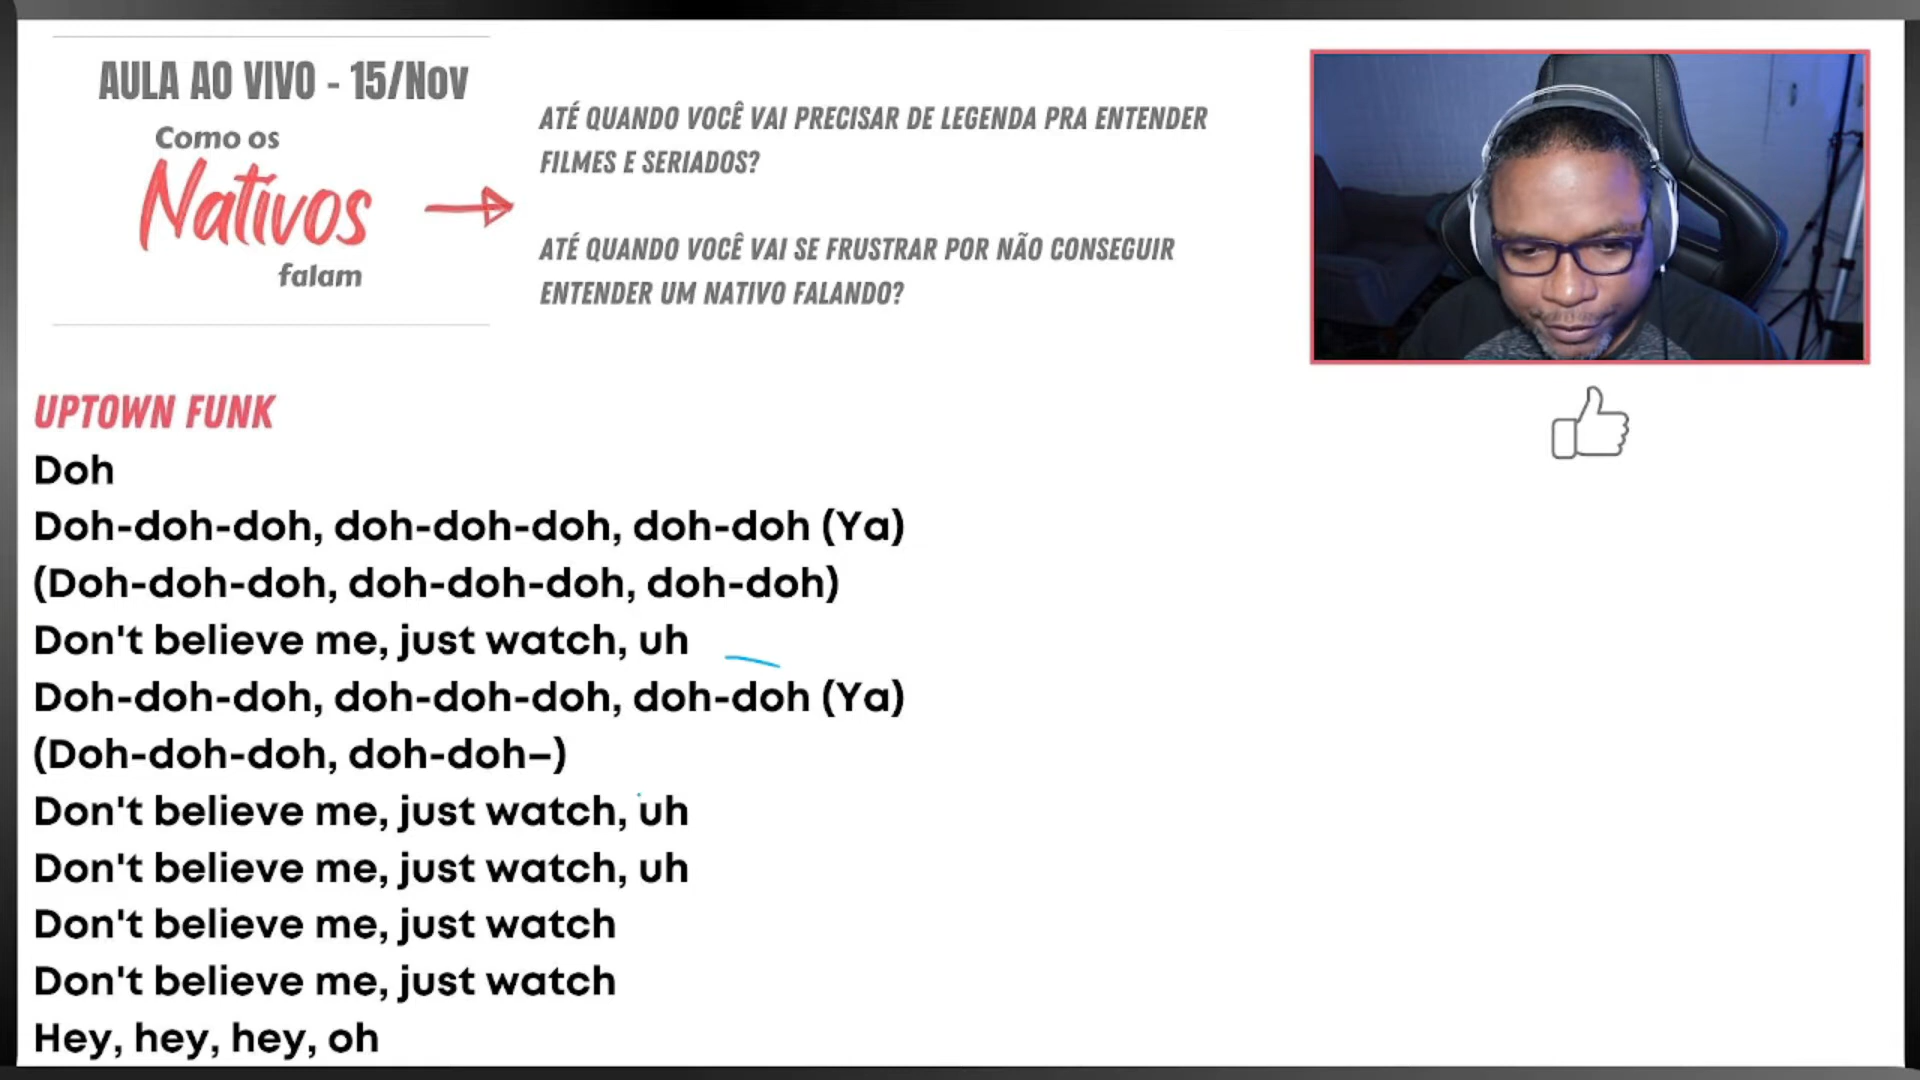 AULA AO VIVO - 15/Nov
Como os
Nativos
falam
ATÉ QUANDO VOCÊ VAI PRECISAR DE LEGENDA PRA ENTENDER
FILMES E SERIADOS?
ATÉ QUANDO VOCÊ VAI SE FRUSTRAR POR NÃO CONSEGUIR
ENTENDER UM NATIVO FALANDO?
UPTOWN FUNK
Doh
Doh-doh-doh, doh-doh-doh, doh-doh (Ya)
(Doh-doh-doh, doh-doh-doh, doh-doh)
Don't believe me, just watch, uh
Doh-doh-doh, doh-doh-doh, doh-doh (Ya)
(Doh-doh-doh, doh-doh–)
Don't believe me, just watch, uh
Don't believe me, just watch, uh
Don't believe me, just watch
Don't believe me, just watch
Hey, hey, hey, oh